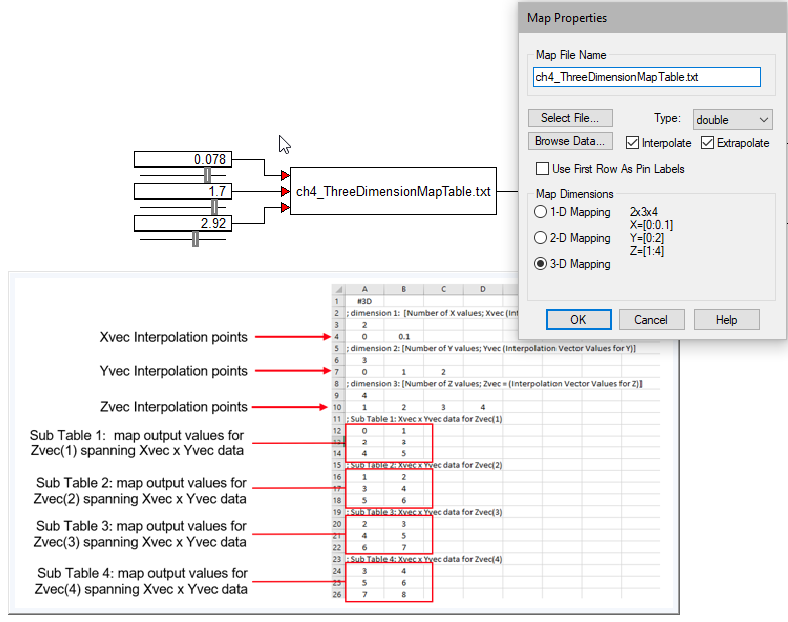 Map Properties
Map File Name
ch4_ThreeDimensionMapTable.txt
Select File...
Type:
double
Browse Data...
Interpolate
Extrapolate
Use First Row As Pin Labels
Map Dimensions
1-D Mapping
2-D Mapping
3-D Mapping
2x3x4
X=[0:0.1]
Y=[0:2]
Z=[1:4]
OK
Cancel
Help
0.078
1.7
2.92
ch4_ThreeDimensionMapTable.txt
Xvec Interpolation points
Yvec Interpolation points
Zvec Interpolation points
Sub Table 1: map output values for
Zvec(1) spanning Xvec x Yvec data
Sub Table 2: map output values for
Zvec(2) spanning Xvec x Yvec data
Sub Table 3: map output values for
Zvec(3) spanning Xvec x Yvec data
Sub Table 4: map output values for
Zvec(4) spanning Xvec x Yvec data
A B C D
1 #3D
2 ; dimension 1: [Number of X values; Xvec (Int
3 2
4 0 0.1
5 ; dimension 2: [Number of Y values; Yvec (Interpollation Vector Values for Y)]
6 3
7 0 1 2
8 ; dimension 3: [Number of Z values; Zvec = (Interpolation Vector Values for Z)]
9 4
10 1 2 3 4
11 ; Sub Table 1: Xvec x Yvec data for Zvec(1)
12 0 1
13 2 3
14 4 5
15 ; Sub Table 2: Xvec x Yvec data for Zvec(2)
16 1 2
17 3 4
18 5 6
19 ; Sub Table 3: Xvec x Yvec data for Zvec(3)
20 2 3
21 4 5
22 6 7
23 ; Sub Table 4: Xvec x Yvec data for Zvec(4)
24 3 4
25 5 6
26 7 8